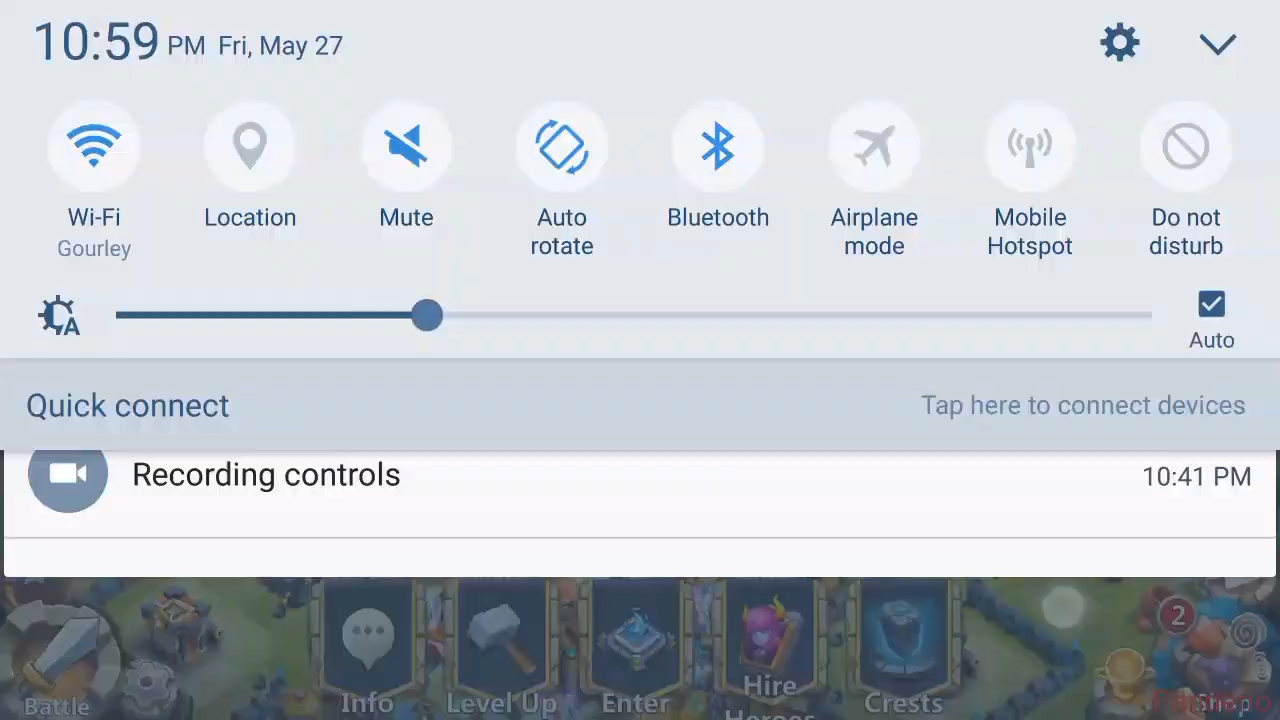 10:59 PM Fri, May 27
Wi-Fi
Gourley
Location
Mute
Auto
rotate
Bluetooth
Airplane
mode
Mobile
Hotspot
Do not
disturb
A
Auto
Quick connect
Tap here to connect devices
Recording controls
10:41 PM
2
Battle
Info
Level Up
Enter
Hire
Heroes
Crests
Shop